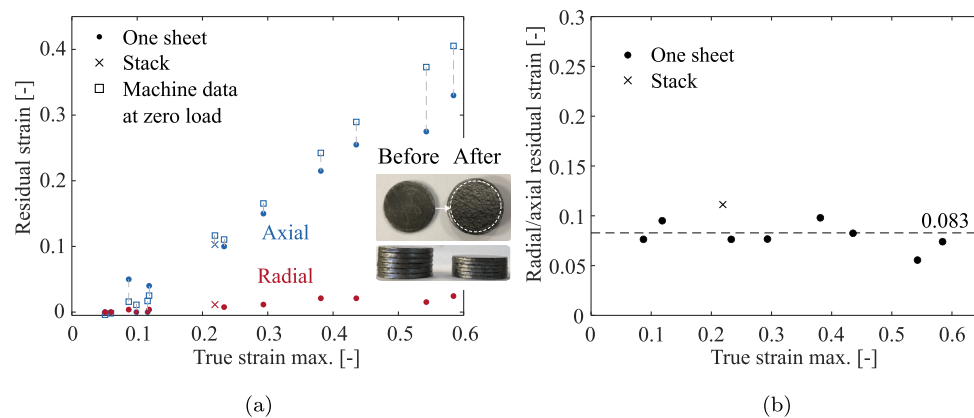 (a)
0.4
0.3
0.2
0.1
0
Residual strain [-]
One sheet
Stack
Machine data
at zero load
Before After
Axial
Radial
0 0.1 0.2 0.3 0.4 0.5 0.6
True strain max. [-]
(a)
(b)
0.3
0.25
0.2
0.15
0.1
0.05
0
Radial/axial residual strain [-]
One sheet
Stack
0.083
0 0.1 0.2 0.3 0.4 0.5 0.6
True strain max. [-]
(b)